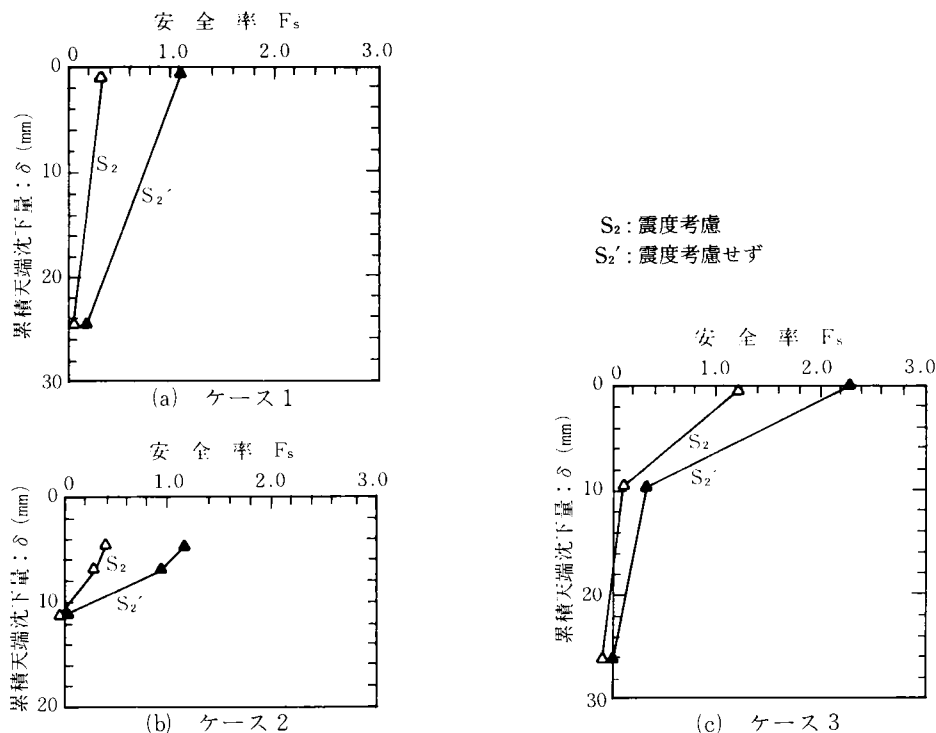 安 全 率 Fs
0 1.0 2.0 3.0
0
10
20
30
累積天端沈下量：δ (mm)
S₂
S₂′
(a) ケース1
S₂：震度考慮
S₂′：震度考慮せず
安 全 率 Fs
0 1.0 2.0 3.0
0
10
20
累積天端沈下量：δ (mm)
S₂
S₂′
(b) ケース2
安 全 率 Fs
0 1.0 2.0 3.0
0
10
20
30
累積天端沈下量：δ (mm)
S₂
S₂′
(c) ケース3